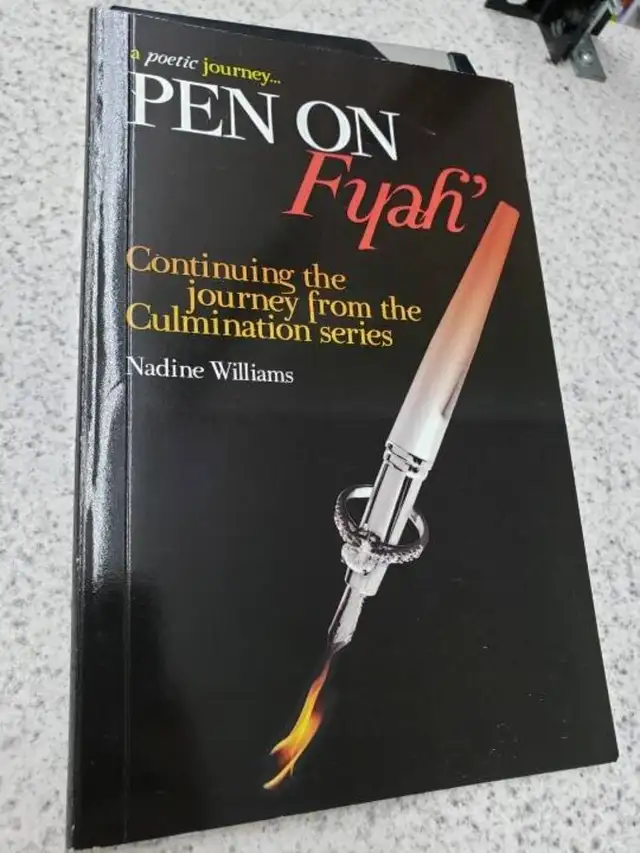 a poetic journey...
PEN ON
Fyah'
Continuing the
journey from the
Culmination series
Nadine Williams